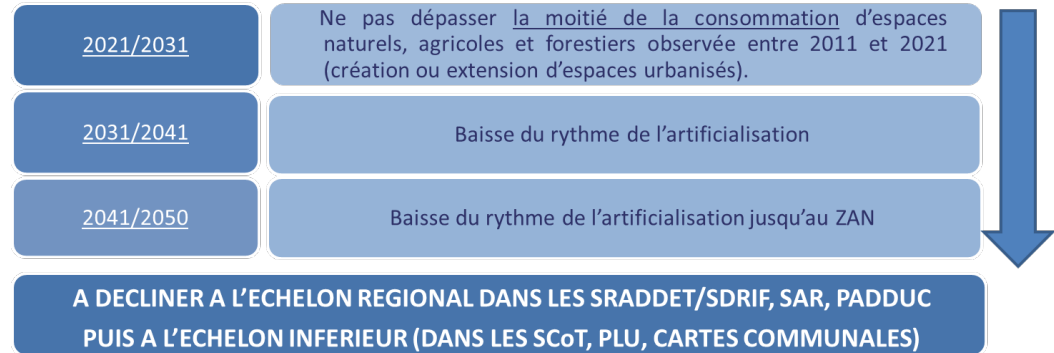 2021/2031
Ne pas dépasser la moitié de la consommation d'espaces
naturels, agricoles et forestiers observée entre 2011 et 2021
(création ou extension d'espaces urbanisés).
2031/2041
Baisse du rythme de l'artificialisation
2041/2050
Baisse du rythme de l'artificialisation jusqu'au ZAN
A DECLINER A L'ECHELON REGIONAL DANS LES SRADDET/SDRIF, SAR, PADDUC
PUIS A L'ECHELON INFERIEUR (DANS LES SCoT, PLU, CARTES COMMUNALES)